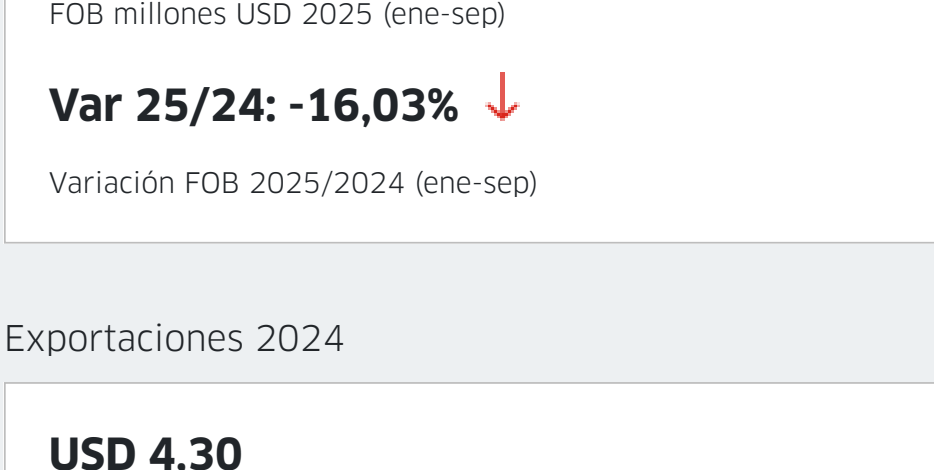 FOB millones USD 2025 (ene-sep)
Var 25/24: -16,03%
Variación FOB 2025/2024 (ene-sep)
Exportaciones 2024
USD 4.30